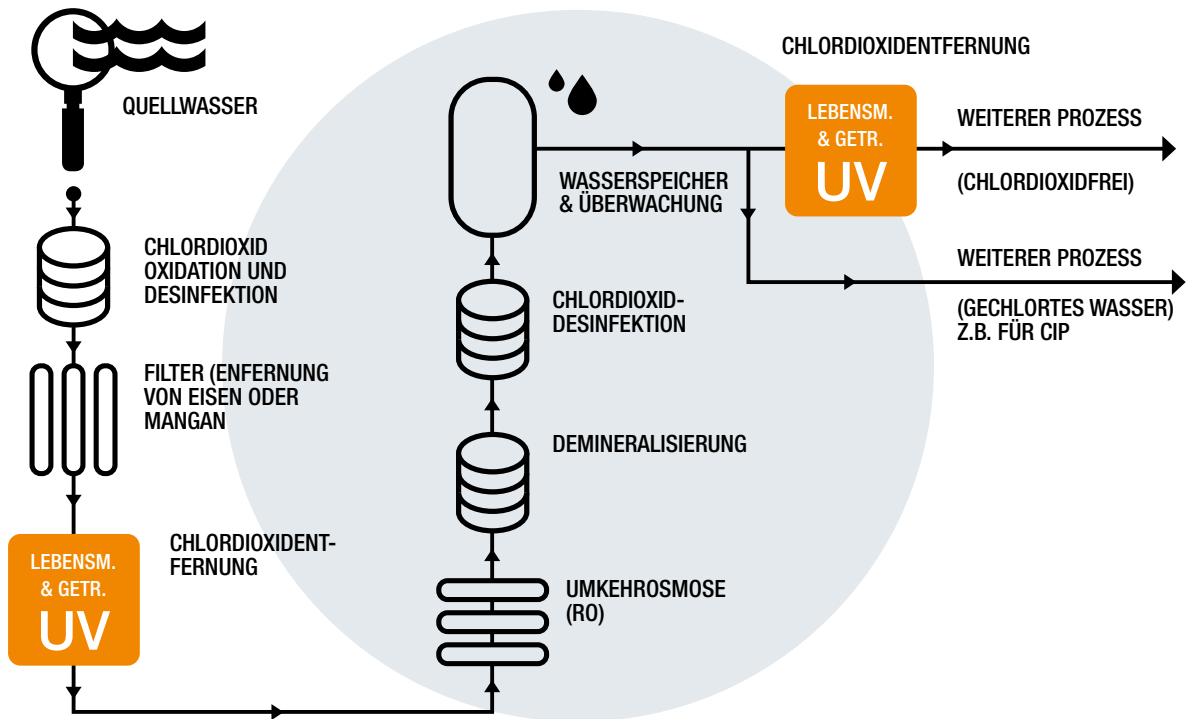 QUELLWASSER
CHLORDIOXID
OXIDATION UND
DESINFEKTION
FILTER (ENFERNUNG
VON EISEN ODER
MANGAN
LEBENSM.
& GETR.
UV
CHLORDIOXIDENT-
FERNUNG
UMKEHROSMOSE
(RO)
DEMINERALISIERUNG
CHLORDIOXID-
DESINFEKTION
WASSERSPEICHER
& ÜBERWACHUNG
CHLORDIOXIDENTFERNUNG
LEBENSM.
& GETR.
UV
WEITERER PROZESS
(CHLORDIOXIDFREI)
WEITERER PROZESS
(GECHLORTES WASSER)
Z.B. FÜR CIP